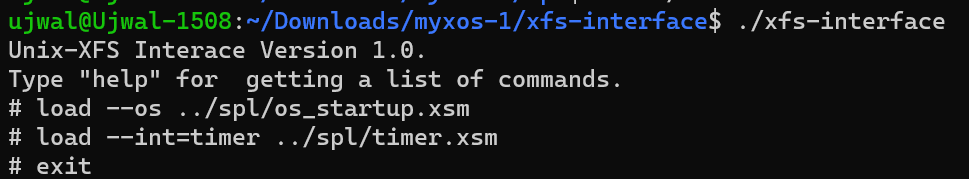 ujwal@Ujwal-1508:~/Downloads/myxos-1/xfs-interface$ ./xfs-interface
Unix-XFS Interace Version 1.0.
Type "help" for  getting a list of commands.
# load --os ../spl/os_startup.xsm
# load --int=timer ../spl/timer.xsm
# exit